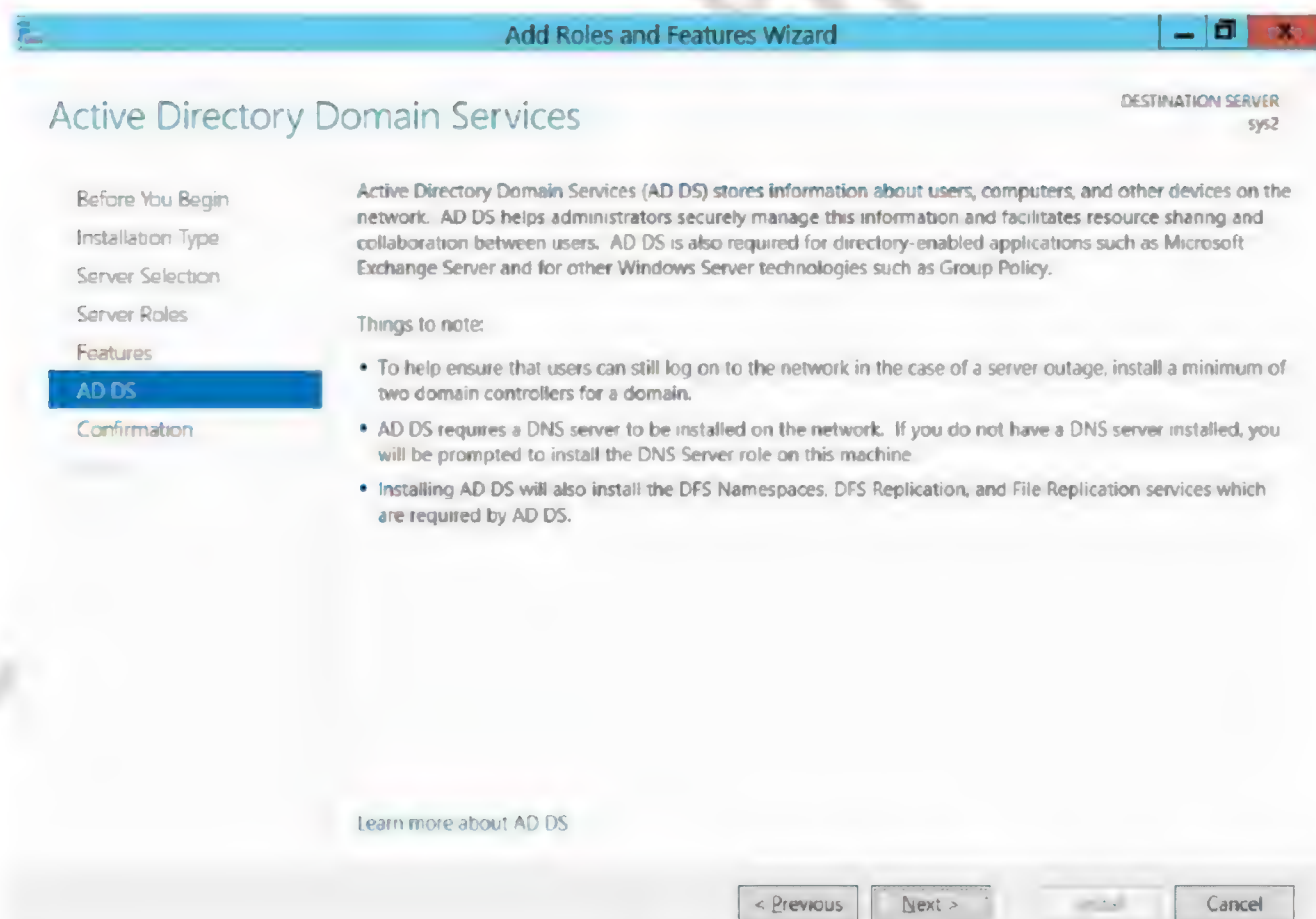 Add Roles and Features Wizard
Active Directory Domain Services
DESTINATION SERVER
sys2
Before You Begin
Installation Type
Server Selection
Server Roles
Features
AD DS
Confirmation
Active Directory Domain Services (AD DS) stores information about users, computers, and other devices on the
network. AD DS helps administrators securely manage this information and facilitates resource sharing and
collaboration between users. AD DS is also required for directory-enabled applications such as Microsoft
Exchange Server and for other Windows Server technologies such as Group Policy.
Things to note:
• To help ensure that users can still log on to the network in the case of a server outage, install a minimum of
two domain controllers for a domain.
• AD DS requires a DNS server to be installed on the network. If you do not have a DNS server installed, you
will be prompted to install the DNS Server role on this machine
• Installing AD DS will also install the DFS Namespaces, DFS Replication, and File Replication services which
are required by AD DS.
Learn more about AD DS
< Previous
Next >
Cancel